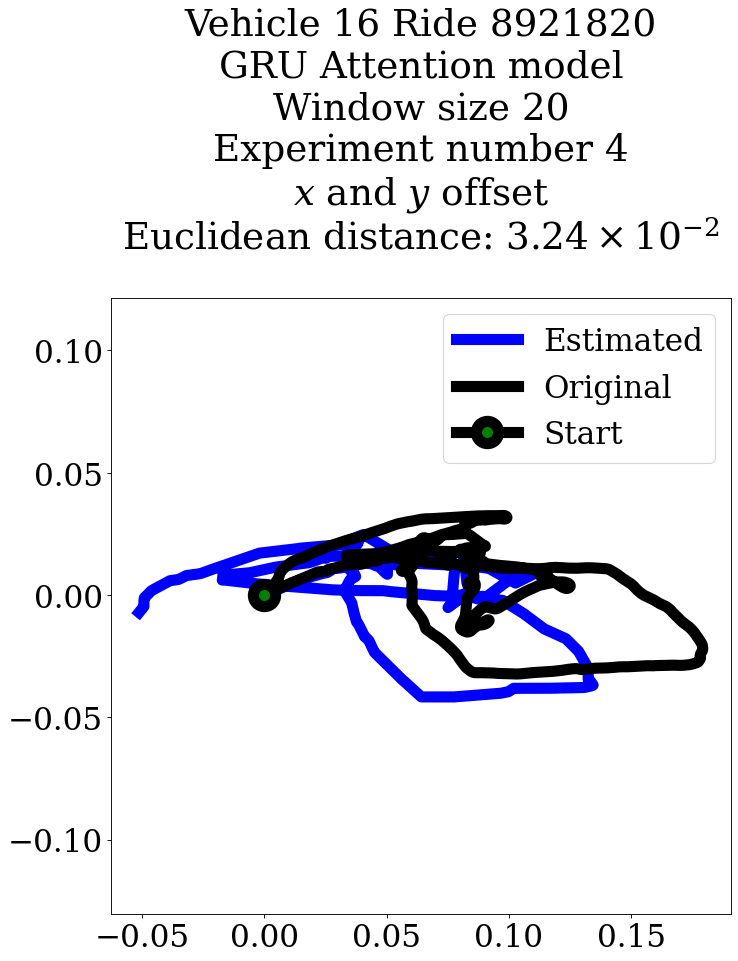 Vehicle 16 Ride 8921820
GRU Attention model
Window size 20
Experiment number 4
x and y offset
Euclidean distance: 3.24 × 10⁻²
Estimated
Original
Start
0.10
0.05
0.00
−0.05
−0.10
−0.05 0.00 0.05 0.10 0.15